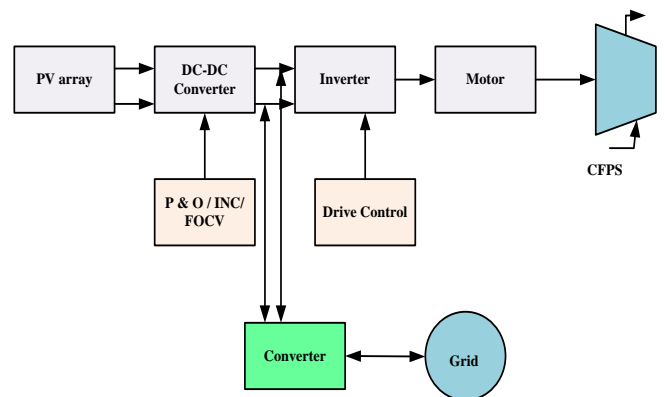 PV array
DC-DC
Converter
Inverter
Motor
CFPS
P & O / INC/
FOCV
Drive Control
Converter
Grid